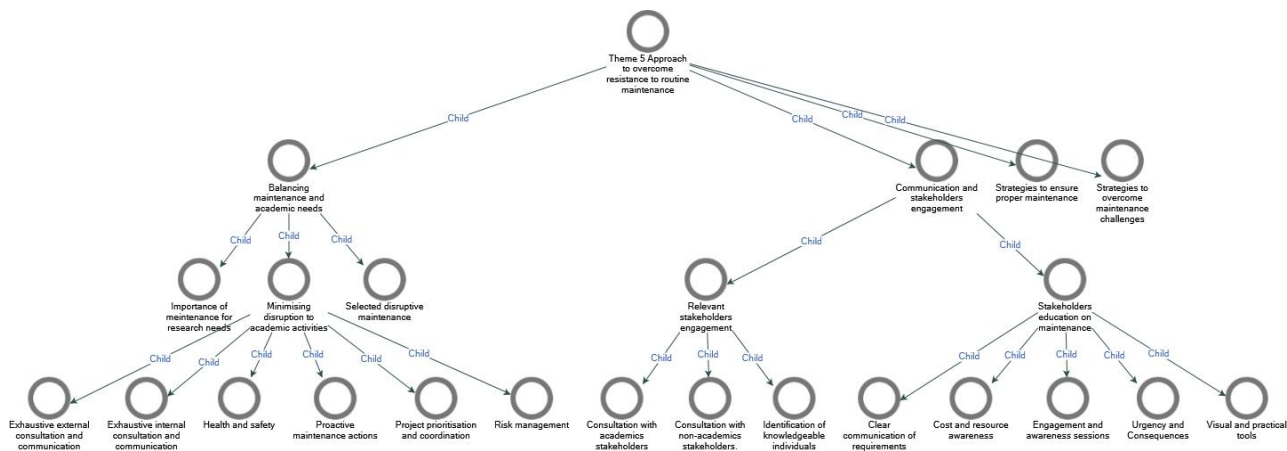 Theme 5 Approach
to overcome
resistance to routine
maintenance
Child
Child
Child
Child
Balancing
maintenance and
academic needs
Communication and
stakeholders
engagement
Strategies to ensure
proper maintenance
Strategies to
overcome
maintenance
challenges
Child
Child
Child
Child
Child
Importance of
meintenance for
research needs
Minimising
disruption to
academic activities
Selected disruptive
maintenance
Relevant
stakeholders
engagement
Stakeholders
education on
maintenance
Child
Child
Child
Child
Child
Child
Child
Child
Child
Child
Child
Child
Child
Child
Exhaustive external
consultation and
communication
Exhaustive internal
consultation and
communication
Health and safety
Proactive
maintenance actions
Project prioritisation
and coordination
Risk management
Consultation with
academics
stakeholders
Consultation with
non-academics
stakeholders.
Identification of
knowledgeable
individuals
Clear
communication of
requirements
Cost and resource
awareness
Engagement and
awareness sessions
Urgency and
Consequences
Visual and practical
tools